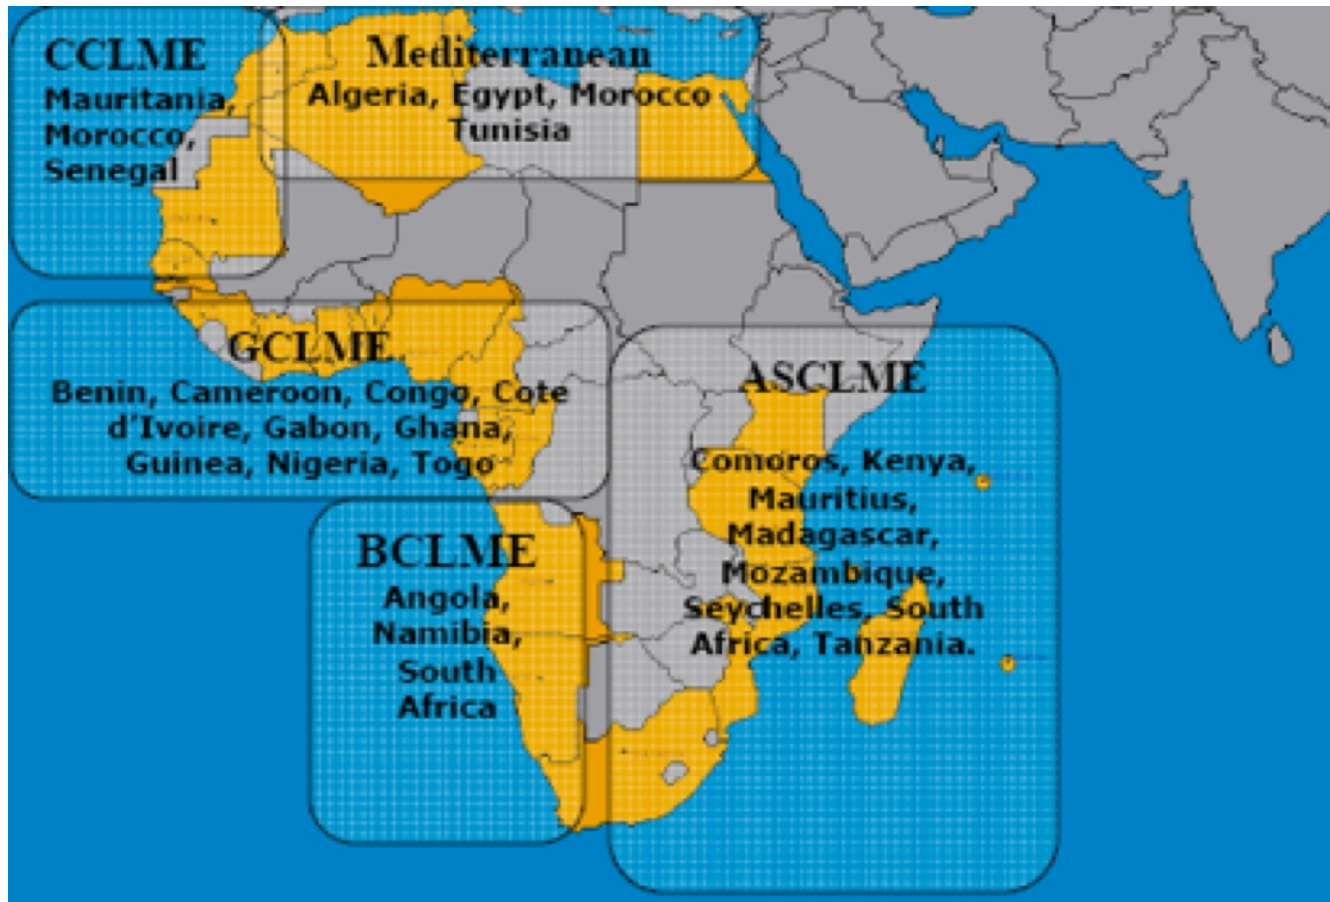 CCLME
Mauritania,
Morocco,
Senegal
Mediterranean
Algeria, Egypt, Morocco
Tunisia
GCLME
Benin, Cameroon, Congo, Cote
d'Ivoire, Gabon, Ghana,
Guinea, Nigeria, Togo
ASCLME
Comoros, Kenya,
Mauritius,
Madagascar,
Mozambique,
Seychelles, South
Africa, Tanzania.
BCLME
Angola,
Namibia,
South
Africa